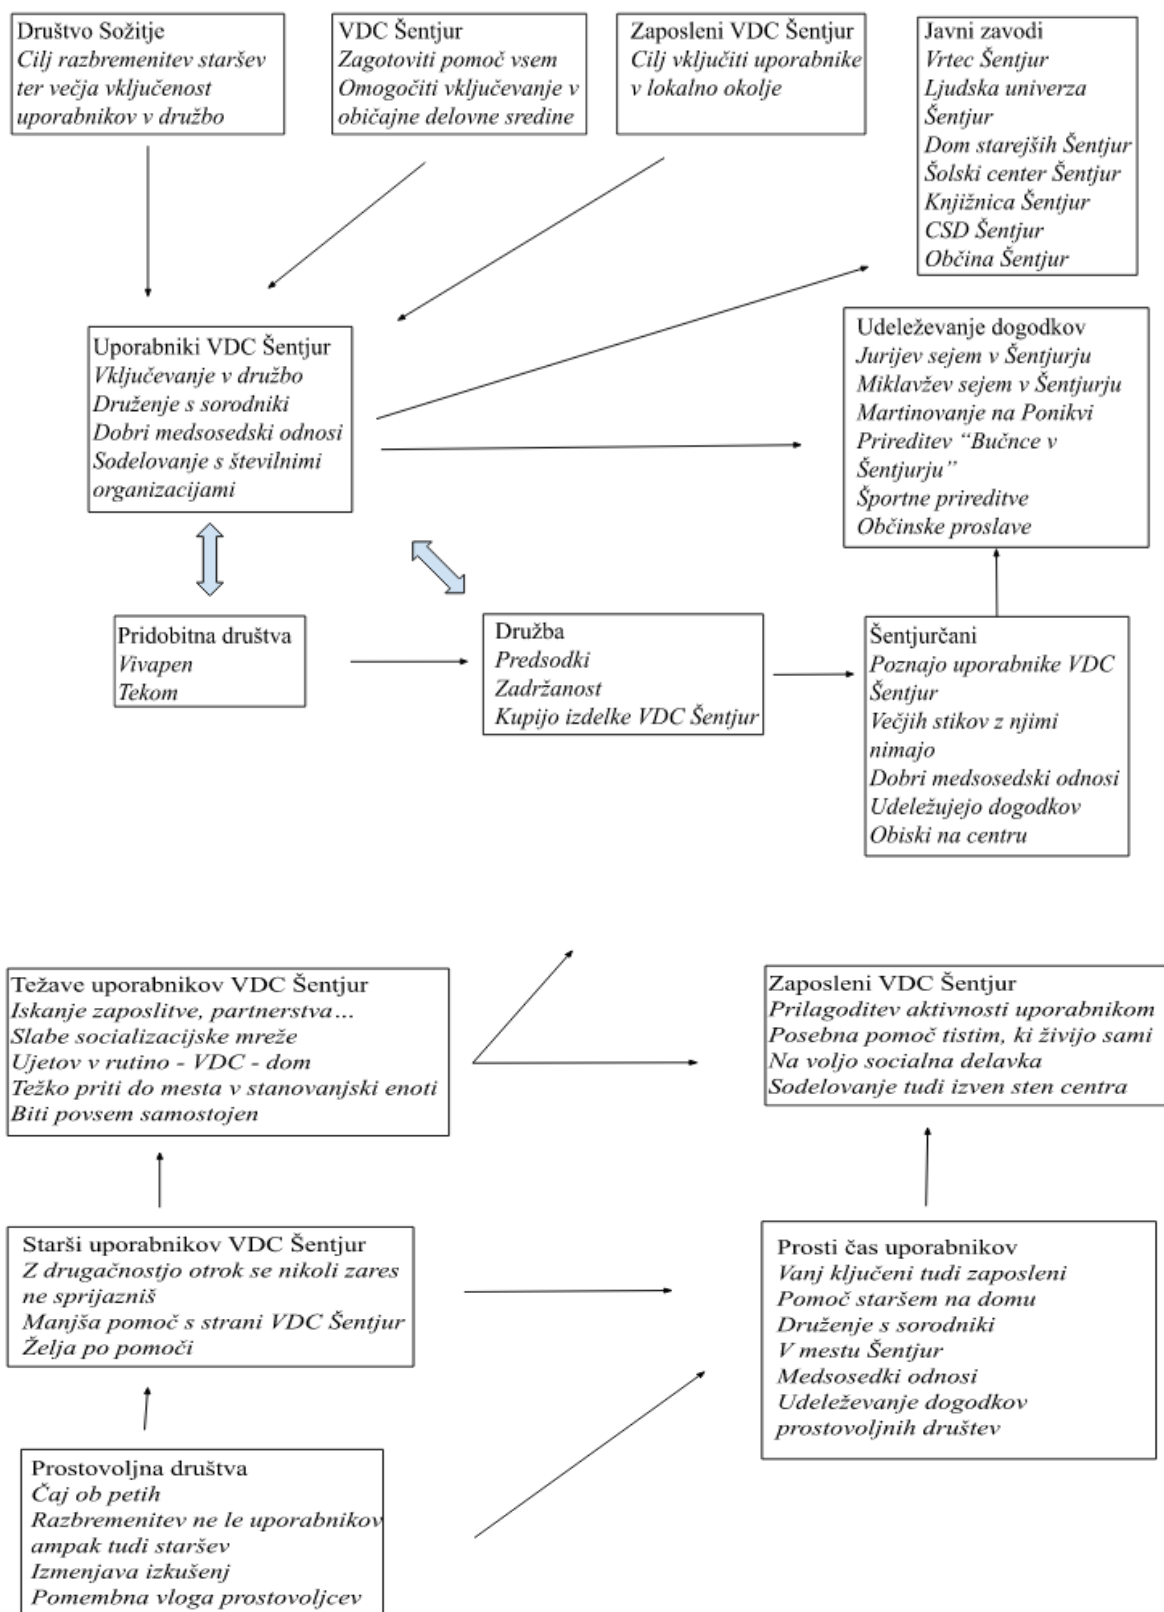 Društvo Sožitje
Cilj razbremenitev staršev
ter večja vključenost
uporabnikov v družbo
VDC Šentjur
Zagotoviti pomoč vsem
Omogočiti vključevanje v
običajne delovne sredine
Zaposleni VDC Šentjur
Cilj vključiti uporabnike
v lokalno okolje
Javni zavodi
Vrtec Šentjur
Ljudska univerza
Šentjur
Dom starejših Šentjur
Šolski center Šentjur
Knjižnica Šentjur
CSD Šentjur
Občina Šentjur
Uporabniki VDC Šentjur
Vključevanje v družbo
Druženje s sorodniki
Dobri medsosedski odnosi
Sodelovanje s številnimi
organizacijami
Udeleževanje dogodkov
Jurijev sejem v Šentjurju
Miklavžev sejem v Šentjurju
Martinovanje na Ponikvi
Prireditev “Bučnce v
Šentjurju”
Športne prireditve
Občinske proslave
Pridobitna društva
Vivapen
Tekom
Družba
Predsodki
Zadržanost
Kupijo izdelke VDC Šentjur
Šentjurčani
Poznajo uporabnike VDC
Šentjur
Večjih stikov z njimi
nimajo
Dobri medsosedski odnosi
Udeležujejo dogodkov
Obiski na centru
Težave uporabnikov VDC Šentjur
Iskanje zaposlitve, partnerstva…
Slabe socializacijske mreže
Ujetov v rutino - VDC - dom
Težko priti do mesta v stanovanjski enoti
Biti povsem samostojen
Zaposleni VDC Šentjur
Prilagoditev aktivnosti uporabnikom
Posebna pomoč tistim, ki živijo sami
Na voljo socialna delavka
Sodelovanje tudi izven sten centra
Starši uporabnikov VDC Šentjur
Z drugačnostjo otrok se nikoli zares
ne sprijazniš
Manjša pomoč s strani VDC Šentjur
Želja po pomoči
Prosti čas uporabnikov
Vanj ključeni tudi zaposleni
Pomoč staršem na domu
Druženje s sorodniki
V mestu Šentjur
Medsosedki odnosi
Udeleževanje dogodkov
prostovoljnih društev
Prostovoljna društva
Čaj ob petih
Razbremenitev ne le uporabnikov
ampak tudi staršev
Izmenjava izkušenj
Pomembna vloga prostovoljcev